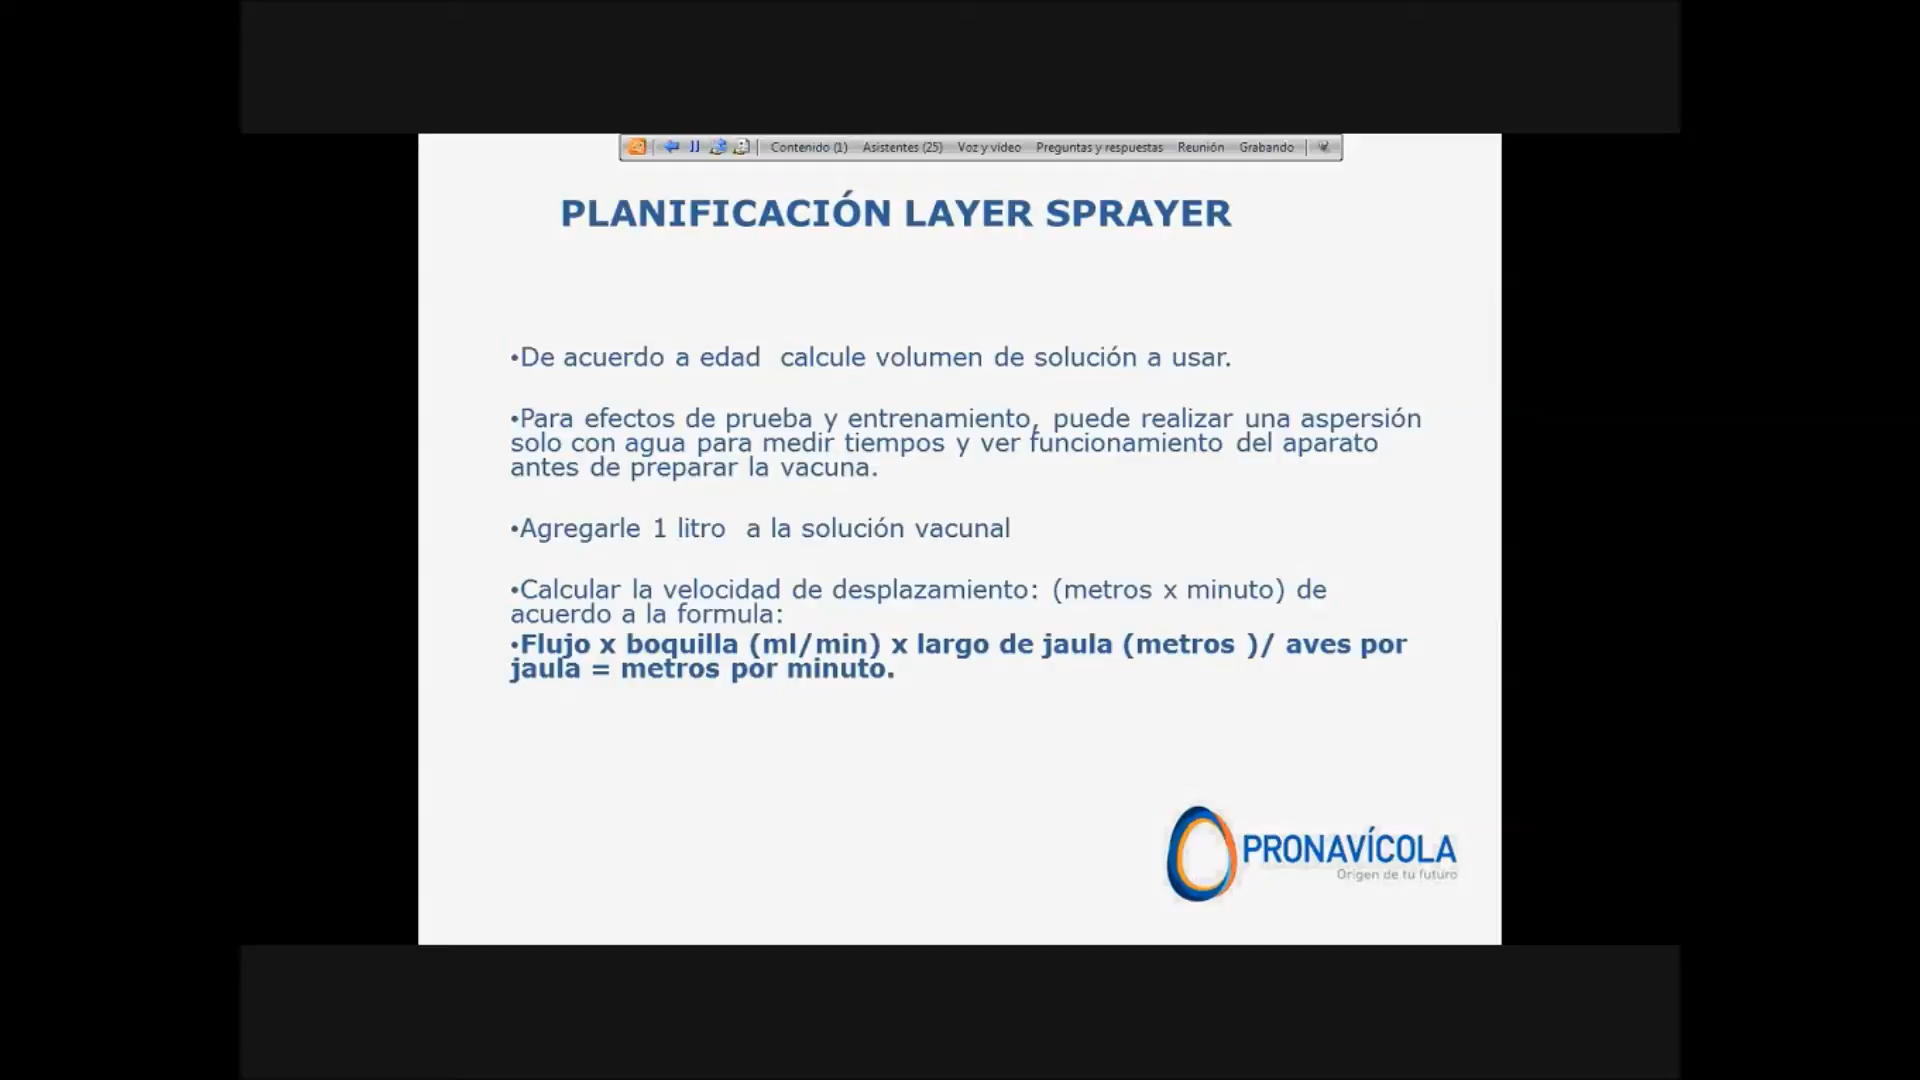 Contenido (1) Asistentes (25) Voz y vídeo Preguntas y respuestas Reunión Grabando
PLANIFICACIÓN LAYER SPRAYER
•De acuerdo a edad calcule volumen de solución a usar.
•Para efectos de prueba y entrenamiento, puede realizar una aspersión
solo con agua para medir tiempos y ver funcionamiento del aparato
antes de preparar la vacuna.
•Agregarle 1 litro a la solución vacunal
•Calcular la velocidad de desplazamiento: (metros x minuto) de
acuerdo a la formula:
•Flujo x boquilla (ml/min) x largo de jaula (metros )/ aves por
jaula = metros por minuto.
PRONAVÍCOLA
Origen de tu futuro